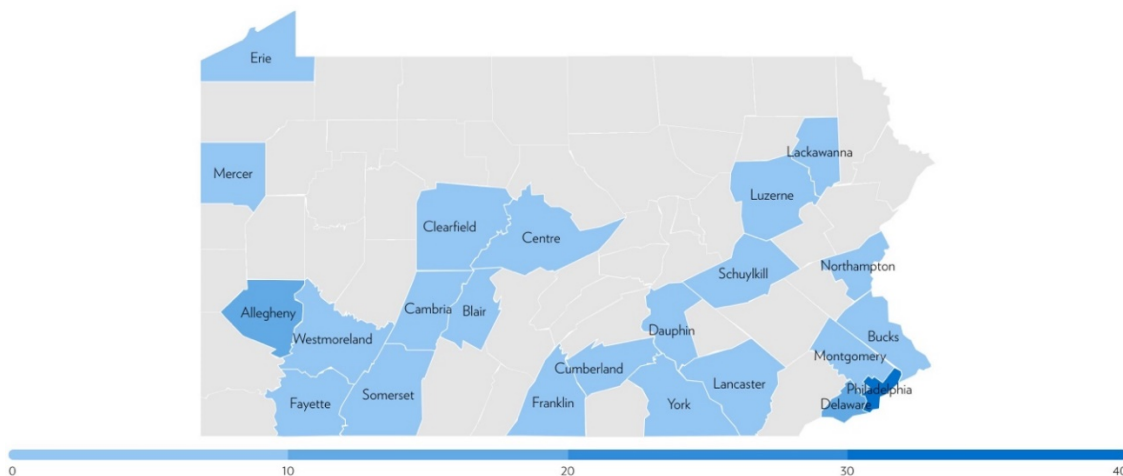 Erie
Lackawanna
Mercer
Luzerne
Clearfield
Centre
Northampton
Schuylkill
Allegheny
Cambria
Blair
Westmoreland
Dauphin
Bucks
Montgomery
Cumberland
Lancaster
Philadelphia
Somerset
Fayette
Franklin
York
Delaware
0 10 20 30 40